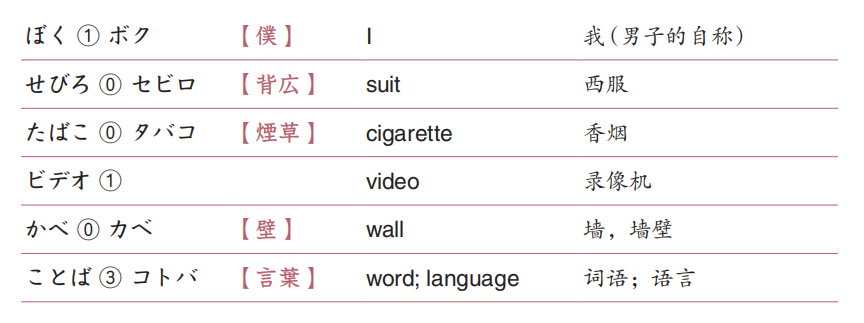 ぼく ① ボク 【僕】 I 我(男子的自称)
せびろ ⓪ セビロ 【背広】 suit 西服
たばこ ⓪ タバコ 【煙草】 cigarette 香烟
ビデオ ① video 录像机
かべ ⓪ カベ 【壁】 wall 墙，墙壁
ことば ③ コトバ 【言葉】 word; language 词语；语言